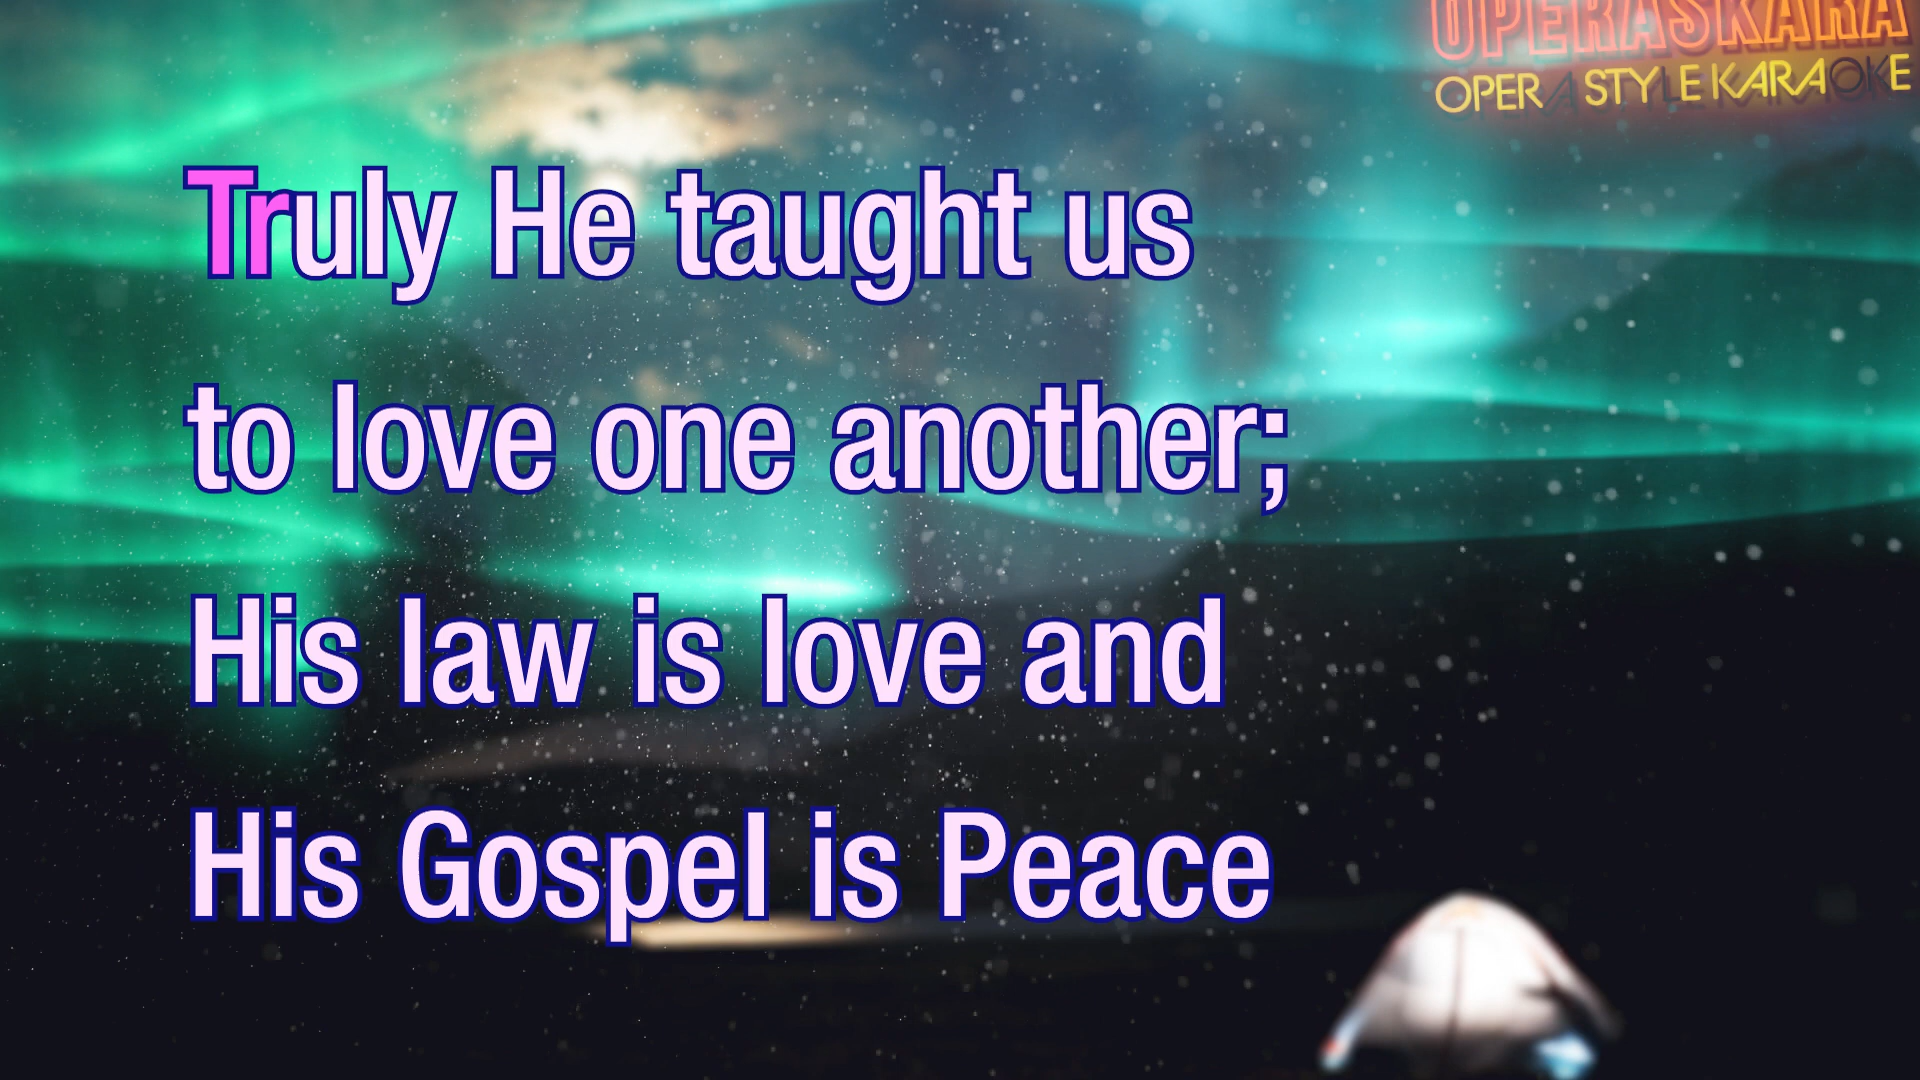 OPERASKARA
OPERA STYLE KARAOKE
Truly He taught us
to love one another;
His law is love and
His Gospel is Peace